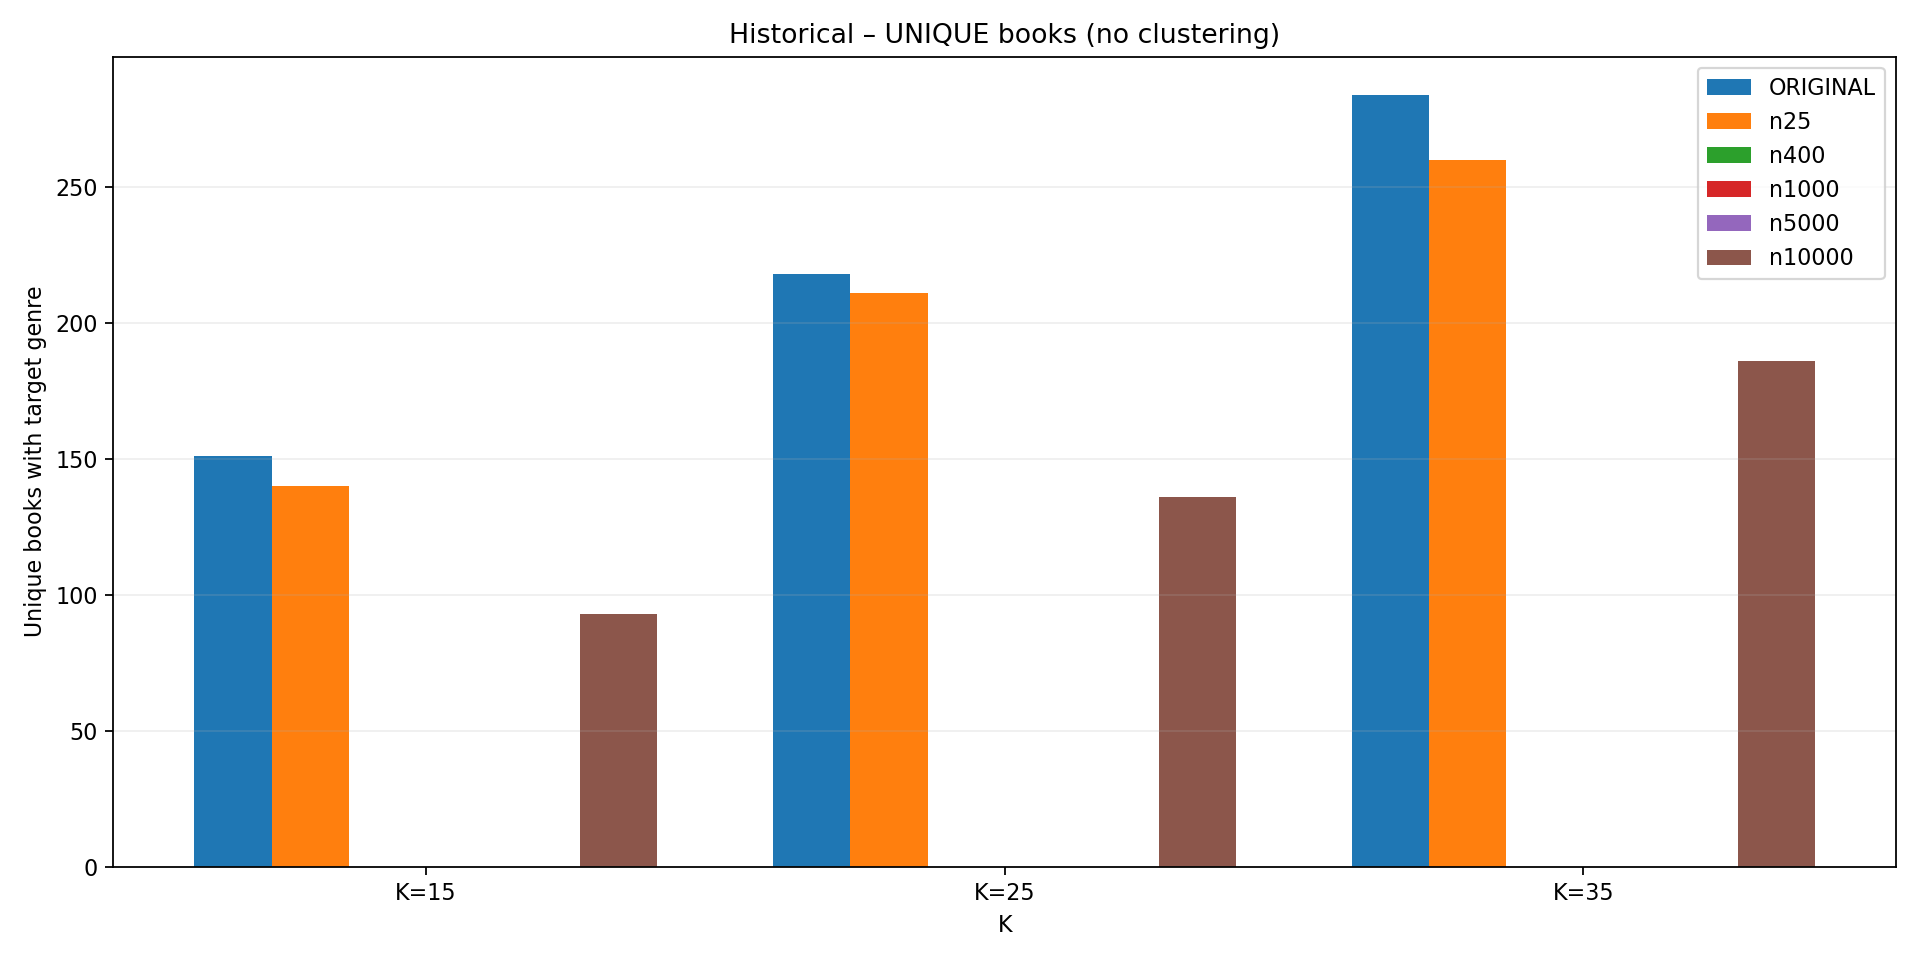 Historical – UNIQUE books (no clustering)
ORIGINAL
n25
n400
n1000
n5000
n10000
Unique books with target genre
250
200
150
100
50
0
K=15
K=25
K=35
K